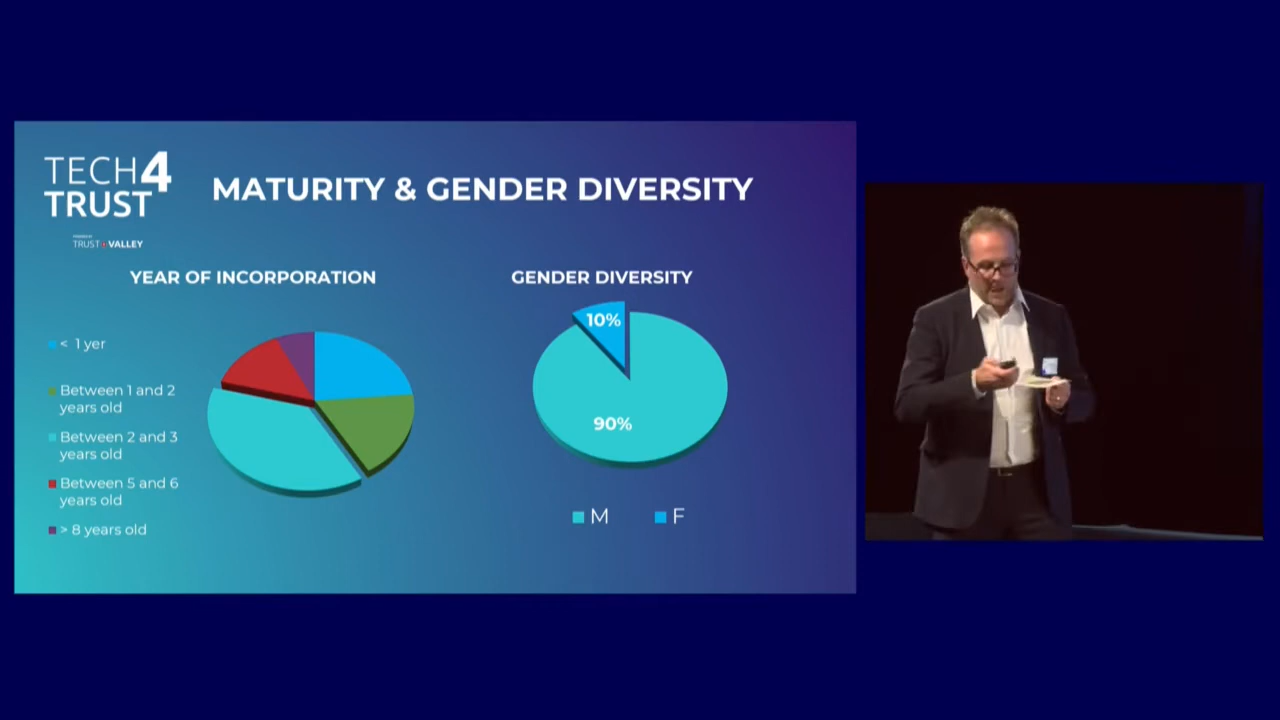 TECH4
TRUST
TRUST VALLEY
MATURITY & GENDER DIVERSITY
YEAR OF INCORPORATION
< 1 yer
Between 1 and 2
years old
Between 2 and 3
years old
Between 5 and 6
years old
> 8 years old
GENDER DIVERSITY
10%
90%
M F